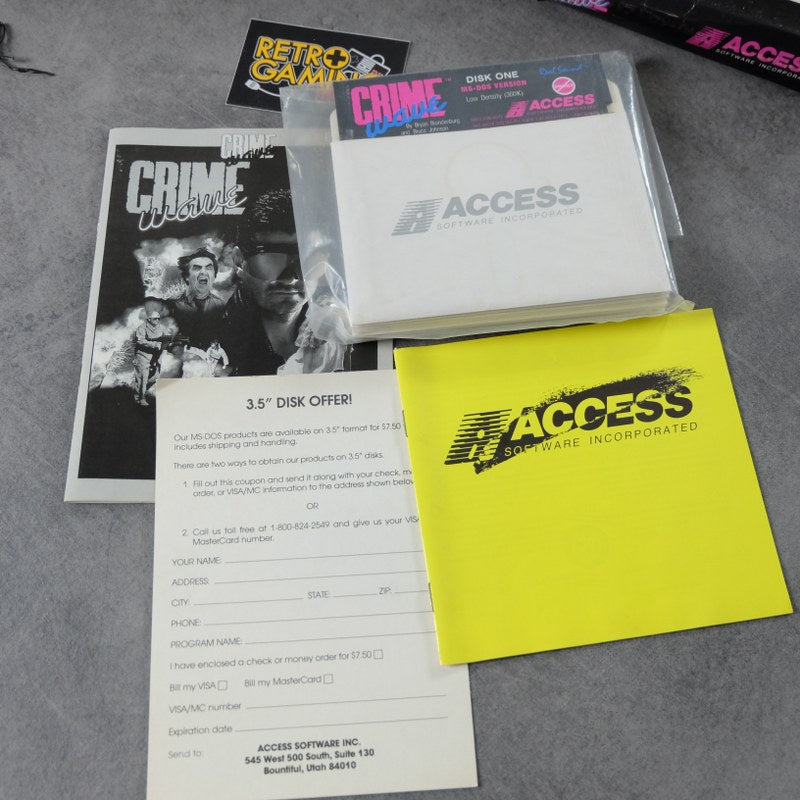 RETRO
GAMING
ACCESS
SOFTWARE INCORPORATED
CRIME
wave
DISK ONE
MS-DOS VERSION
Low Density (360K)
Real Sound
By Bryan Brandenburg
and Bruce Johnson
ACCESS
ACCESS
SOFTWARE INCORPORATED
CRIME
wave
CRIME
wave
ACCESS
SOFTWARE INCORPORATED
3.5" DISK OFFER!
Our MS-DOS products are available on 3.5" format for $7.50
includes shipping and handling.
There are two ways to obtain our products on 3.5" disks.
1. Fill out this coupon and send it along with your check,
order, or VISA/MC information to the address shown
OR
2. Call us toll free at 1-800-824-2549 and give us your
MasterCard number.
YOUR NAME:
ADDRESS:
CITY: STATE: ZIP:
PHONE:
PROGRAM NAME:
I have enclosed a check or money order for $7.50
Bill my VISA Bill my MasterCard
VISA/MC number
Expiration date
Send to: ACCESS SOFTWARE INC.
545 West 500 South, Suite 130
Bountiful, Utah 84010